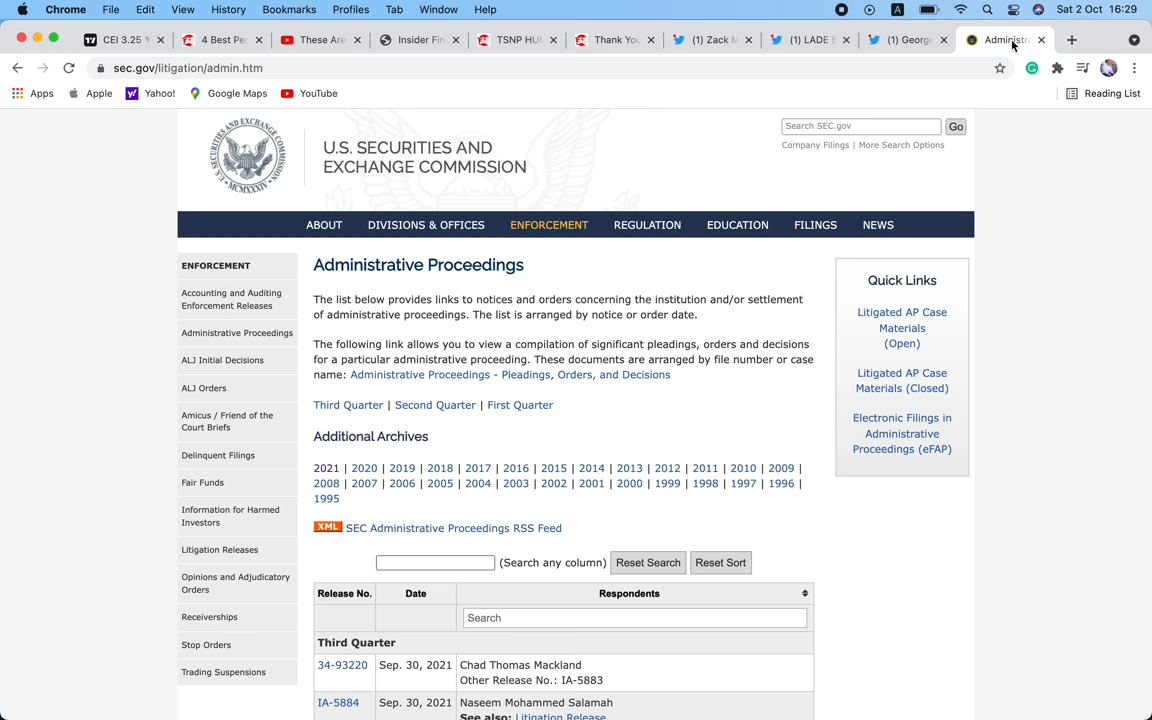 Chrome File Edit View History Bookmarks Profiles Tab Window Help A Sat 2 Oct 16:29
CEI 3.25 4 Best Pe These Are Insider Fin TSNP HU Thank You (1) Zack M (1) LADE E (1) George Administra
sec.gov/litigation/admin.htm
Apps Apple Yahoo! Google Maps YouTube Reading List
U.S. SECURITIES AND
EXCHANGE COMMISSION
Search SEC.gov Go
Company Filings | More Search Options
ABOUT DIVISIONS & OFFICES ENFORCEMENT REGULATION EDUCATION FILINGS NEWS
ENFORCEMENT
Accounting and Auditing
Enforcement Releases
Administrative Proceedings
ALJ Initial Decisions
ALJ Orders
Amicus / Friend of the
Court Briefs
Delinquent Filings
Fair Funds
Information for Harmed
Investors
Litigation Releases
Opinions and Adjudicatory
Orders
Receiverships
Stop Orders
Trading Suspensions
Administrative Proceedings
The list below provides links to notices and orders concerning the institution and/or settlement
of administrative proceedings. The list is arranged by notice or order date.
The following link allows you to view a compilation of significant pleadings, orders and decisions
for a particular administrative proceeding. These documents are arranged by file number or case
name: Administrative Proceedings - Pleadings, Orders, and Decisions
Third Quarter | Second Quarter | First Quarter
Additional Archives
2021 | 2020 | 2019 | 2018 | 2017 | 2016 | 2015 | 2014 | 2013 | 2012 | 2011 | 2010 | 2009 |
2008 | 2007 | 2006 | 2005 | 2004 | 2003 | 2002 | 2001 | 2000 | 1999 | 1998 | 1997 | 1996 |
1995
XML SEC Administrative Proceedings RSS Feed
(Search any column) Reset Search Reset Sort
Release No. Date Respondents
Search
Third Quarter
34-93220 Sep. 30, 2021 Chad Thomas Mackland
Other Release No.: IA-5883
IA-5884 Sep. 30, 2021 Naseem Mohammed Salamah
See also: Litigation Release
Quick Links
Litigated AP Case
Materials
(Open)
Litigated AP Case
Materials (Closed)
Electronic Filings in
Administrative
Proceedings (eFAP)